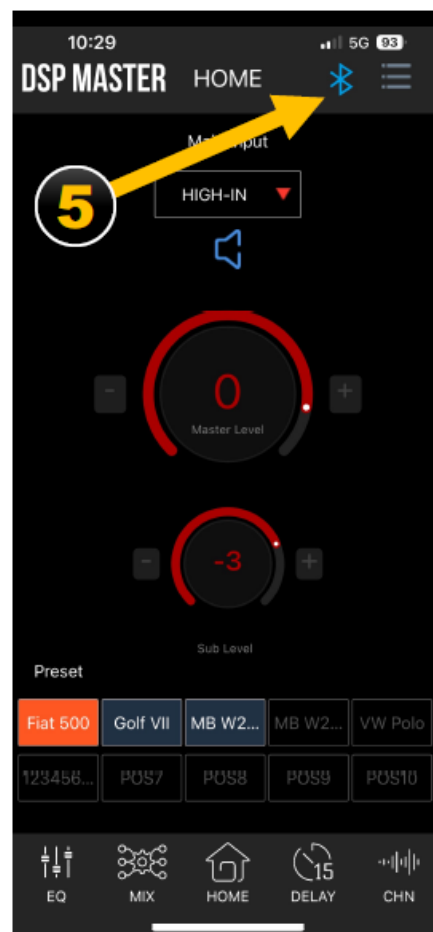 10:29 5G 93
DSP MASTER HOME
Main Input
5
HIGH-IN
0
- +
Master Level
-3
- +
Sub Level
Preset
Fiat 500 Golf VII MB W2... MB W2... VW Polo
123456... POS7 POS8 POS9 POS10
15
EQ MIX HOME DELAY CHN